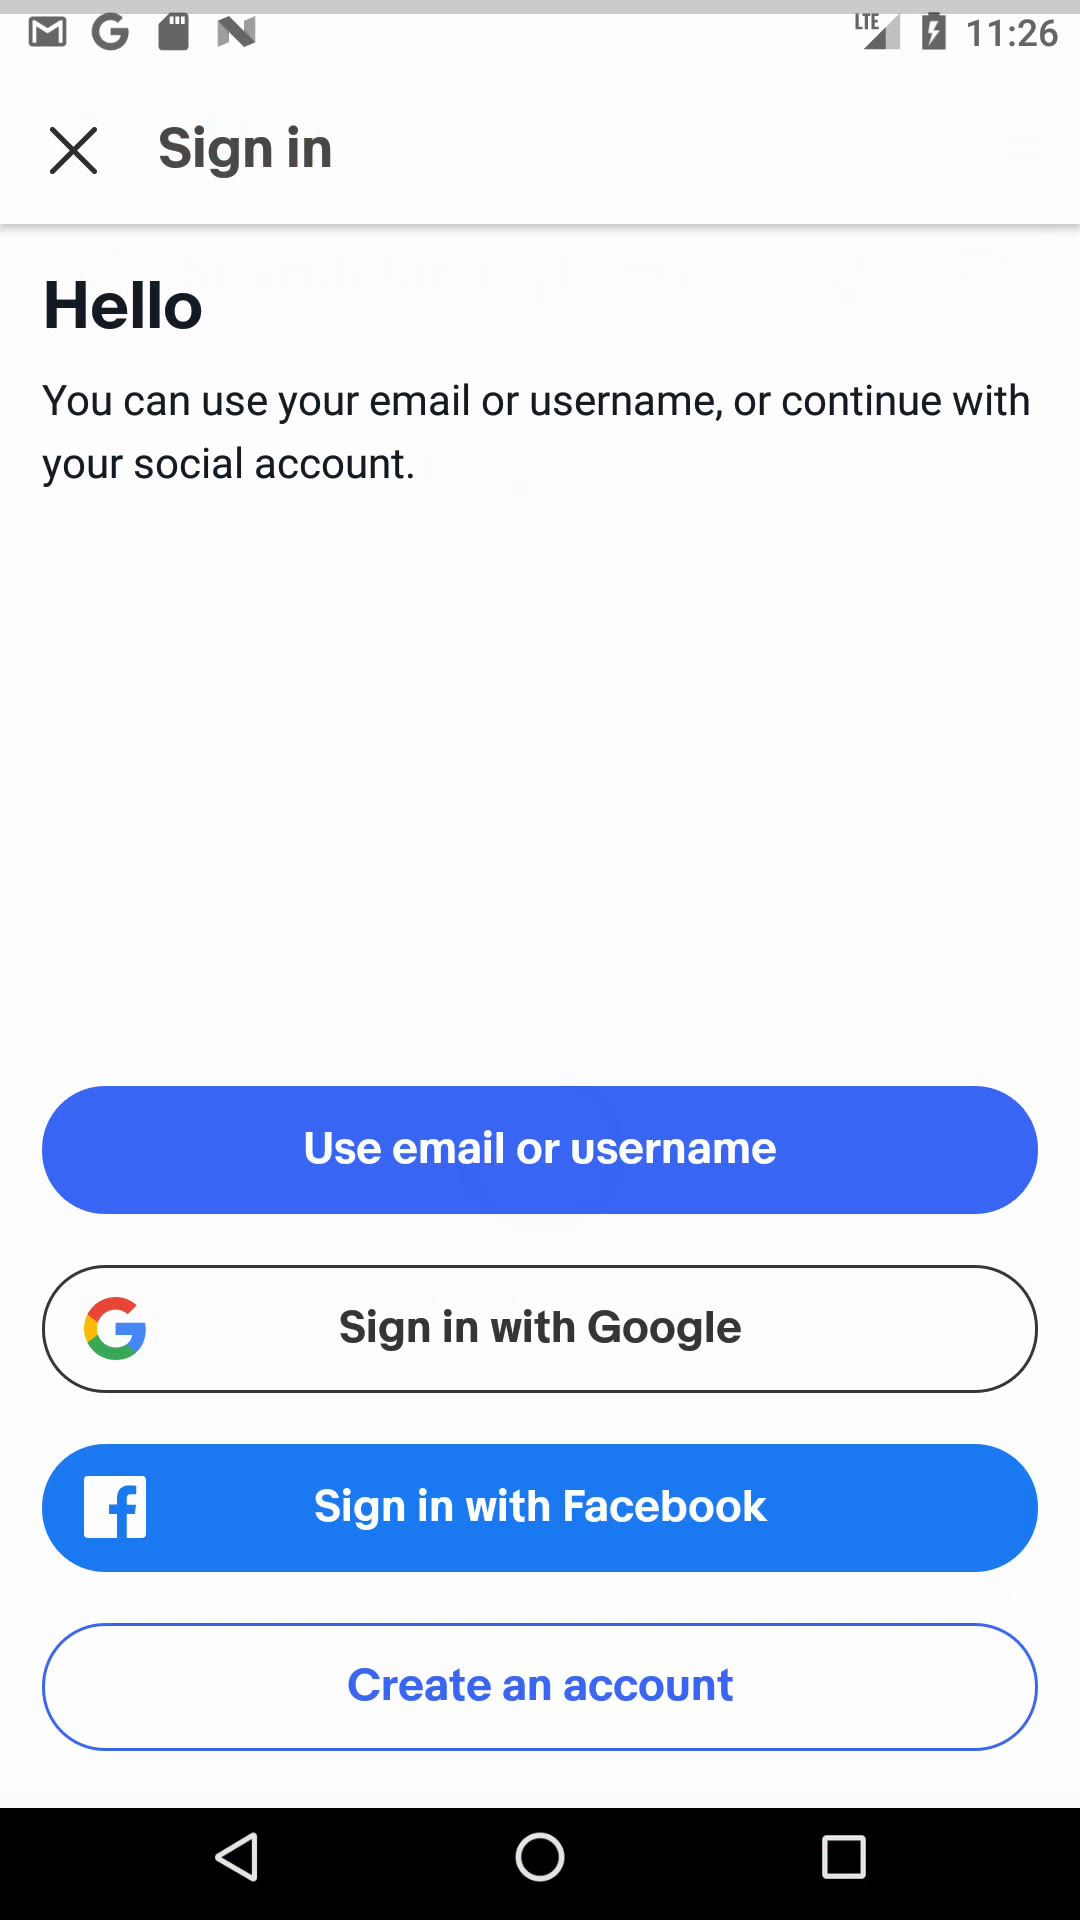 LTE 11:26
Sign in
Hello
You can use your email or username, or continue with
your social account.
Use email or username
Sign in with Google
Sign in with Facebook
Create an account